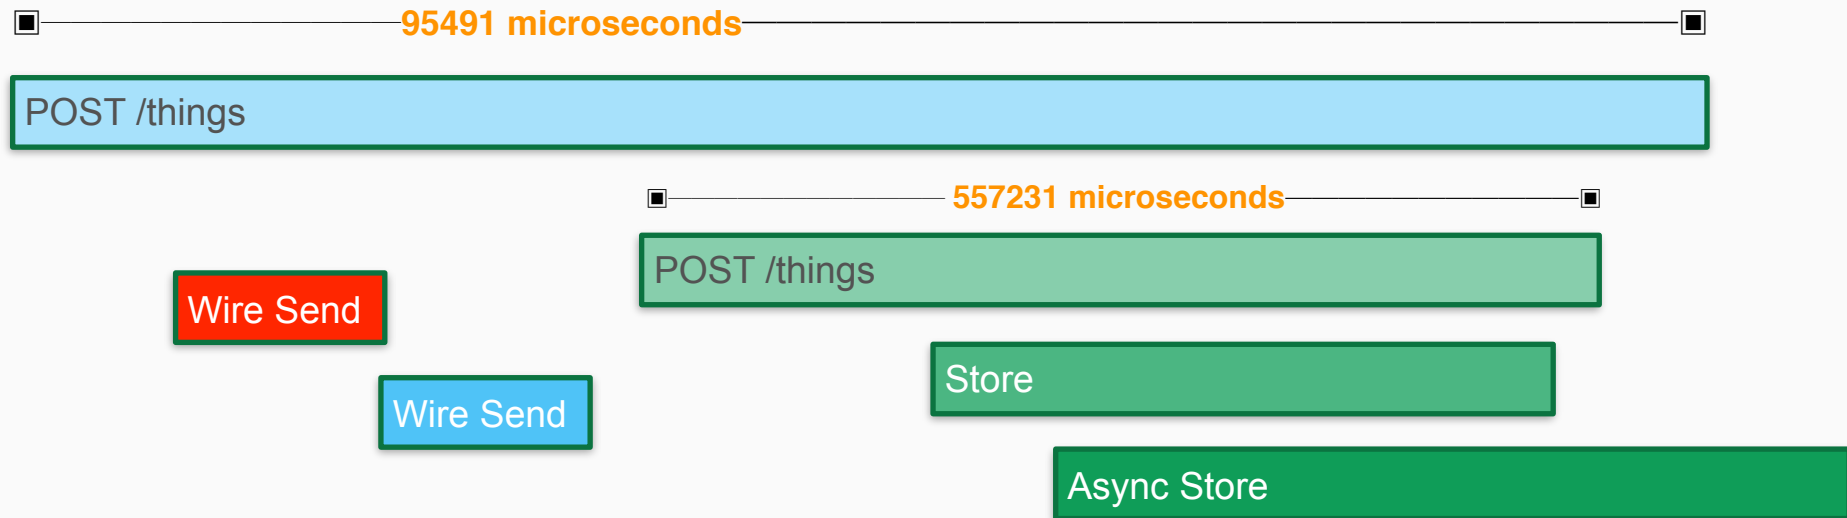 95491 microseconds
POST /things
557231 microseconds
POST /things
Wire Send
Store
Wire Send
Async Store